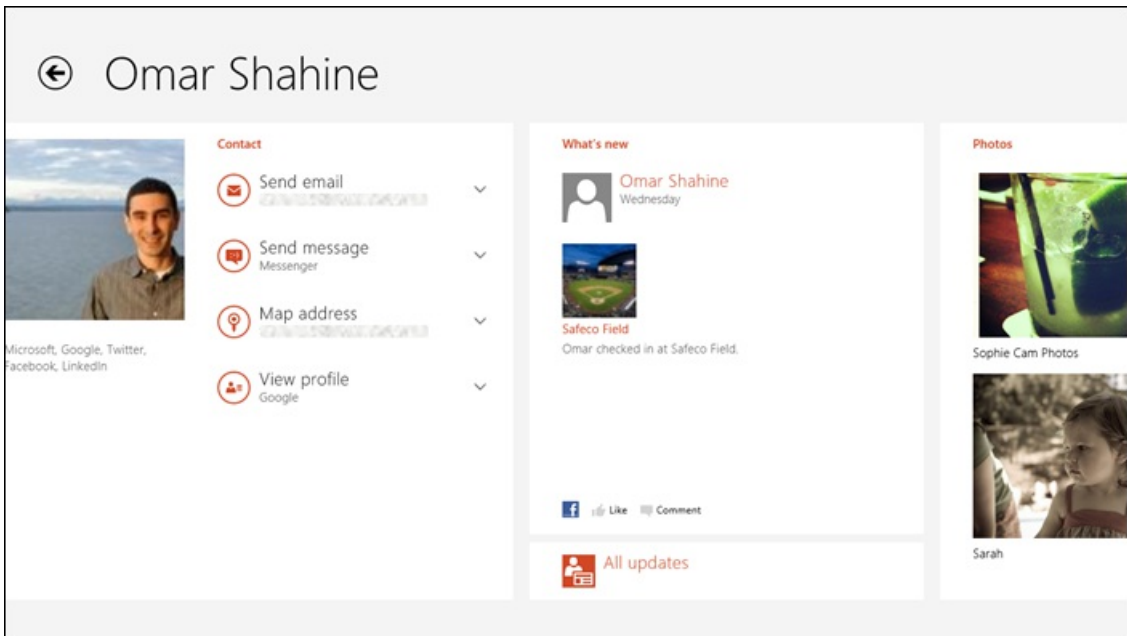 Omar Shahine
Microsoft, Google, Twitter,
Facebook, LinkedIn
Contact
Send email
Send message
Messenger
Map address
View profile
Google
What's new
Omar Shahine
Wednesday
Safeco Field
Omar checked in at Safeco Field.
f Like Comment
All updates
Photos
Sophie Cam Photos
Sarah